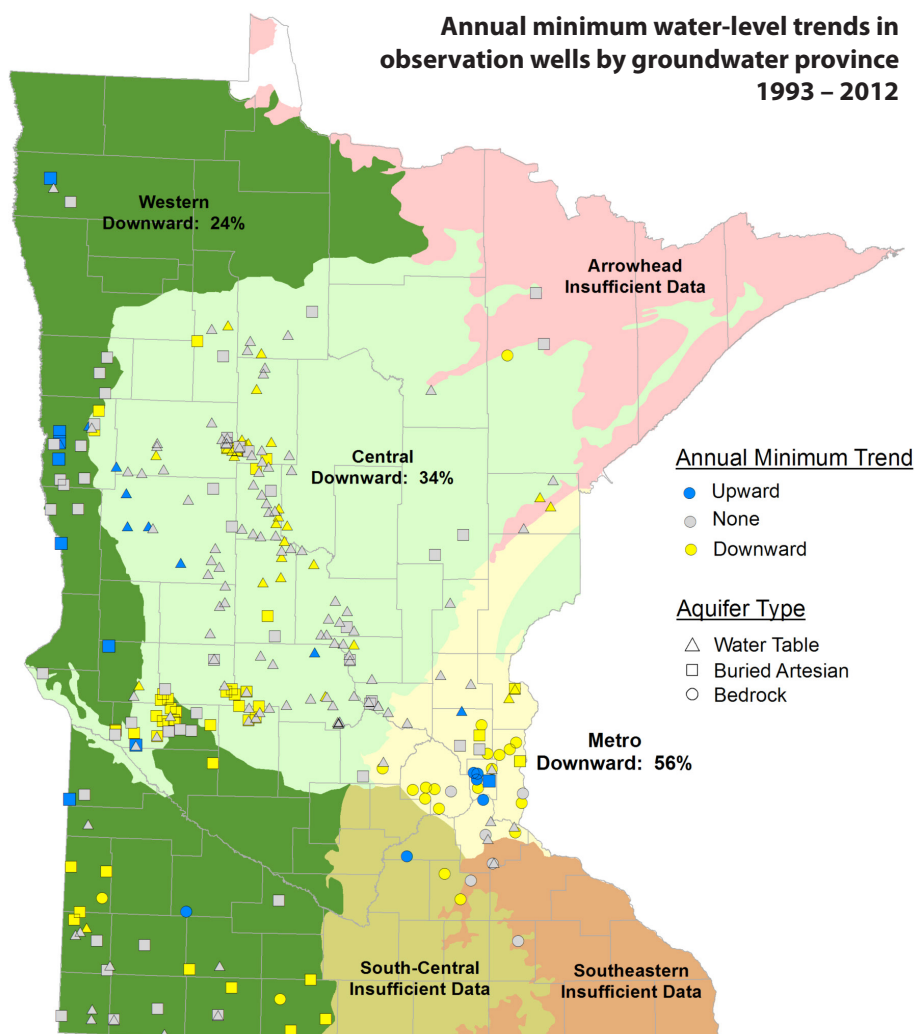 Annual minimum water-level trends in
observation wells by groundwater province
1993 – 2012
Western
Downward: 24%
Arrowhead
Insufficient Data
Central
Downward: 34%
Annual Minimum Trend
Upward
None
Downward
Aquifer Type
Water Table
Buried Artesian
Bedrock
Metro
Downward: 56%
South-Central
Insufficient Data
Southeastern
Insufficient Data